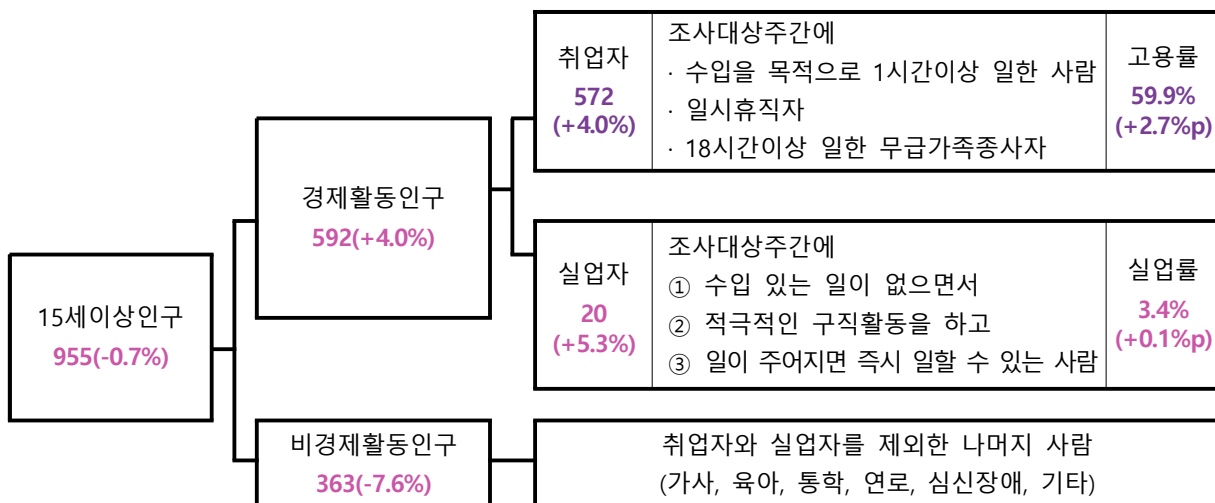 취업자
572
(+4.0%)
조사대상주간에
· 수입을 목적으로 1시간이상 일한 사람
· 일시휴직자
· 18시간이상 일한 무급가족종사자
고용률
59.9%
(+2.7%p)
경제활동인구
592(+4.0%)
실업자
20
(+5.3%)
조사대상주간에
① 수입 있는 일이 없으면서
② 적극적인 구직활동을 하고
③ 일이 주어지면 즉시 일할 수 있는 사람
실업률
3.4%
(+0.1%p)
15세이상인구
955(-0.7%)
비경제활동인구
363(-7.6%)
취업자와 실업자를 제외한 나머지 사람
(가사, 육아, 통학, 연로, 심신장애, 기타)